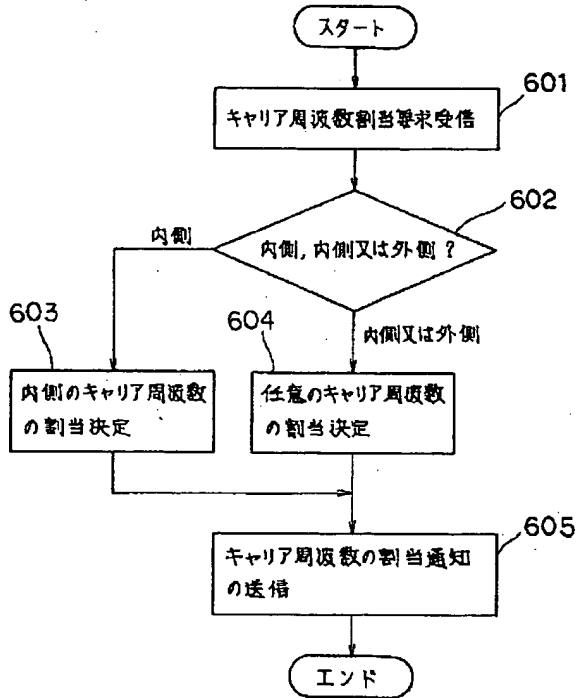 スタート
601
キャリア周波数割当要求受信
602
内側,内側又は外側?
内側
603
内側のキャリア周波数
の割当決定
604
内側又は外側
任意のキャリア周波数
の割当決定
605
キャリア周波数の割当通知
の送信
エンド